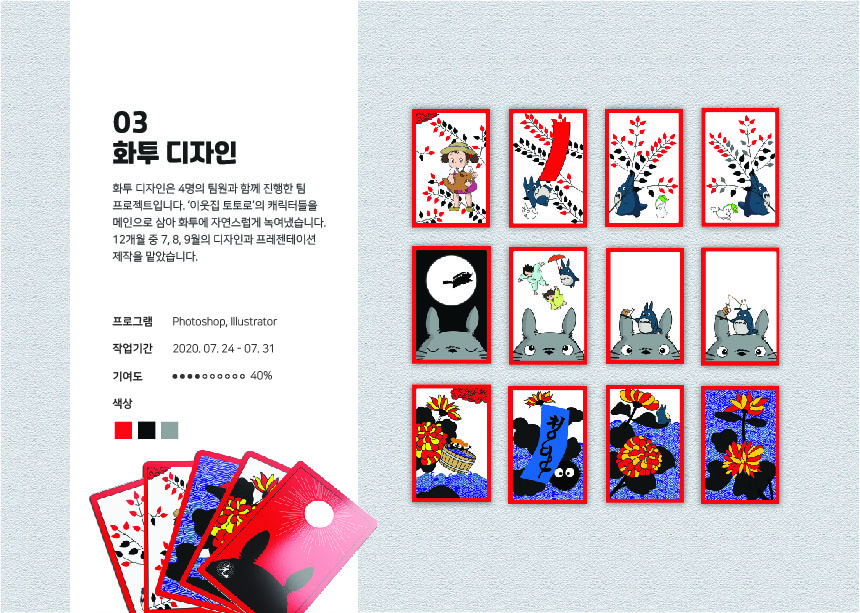 03
화투 디자인
화투 디자인은 4명의 팀원과 함께 진행한 팀
프로젝트입니다. '이웃집 토토로'의 캐릭터들을
메인으로 삼아 화투에 자연스럽게 녹여냈습니다.
12개월 중 7, 8, 9월의 디자인과 프레젠테이션
제작을 맡았습니다.
프로그램 Photoshop, Illustrator
작업기간 2020. 07. 24 - 07. 31
기여도 ●●●●○○○○○○ 40%
색상